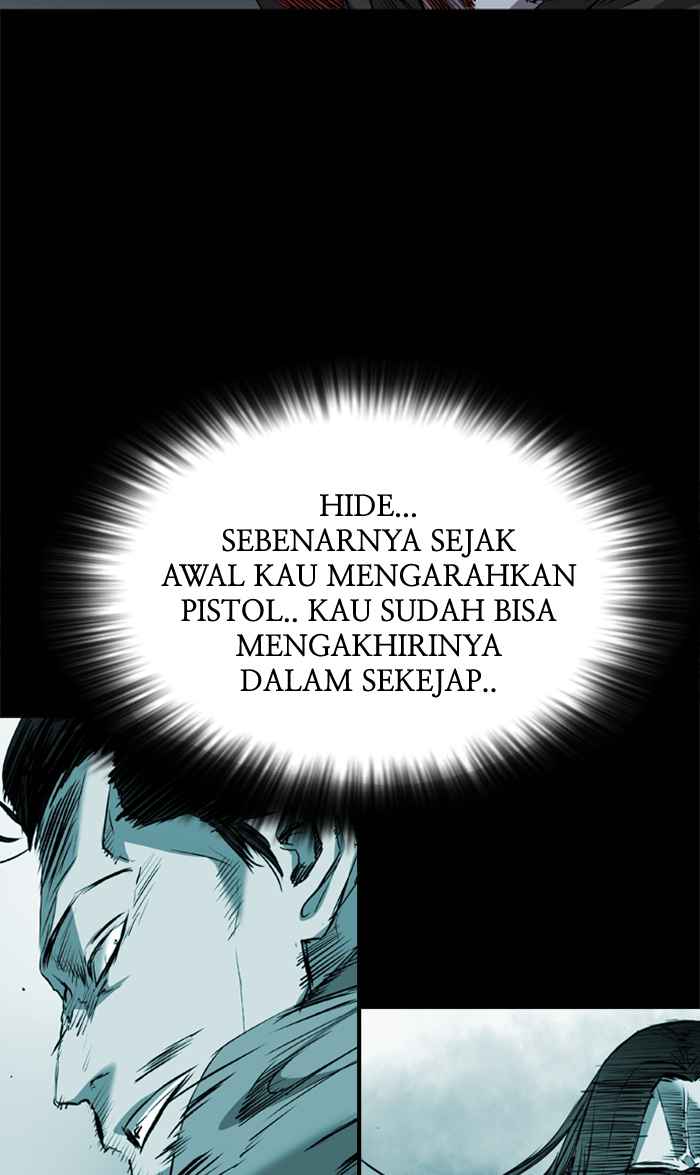 HIDE...
SEBENARNYA SEJAK
AWAL KAU MENGARAHKAN
PISTOL.. KAU SUDAH BISA
MENGAKHIRINYA
DALAM SEKEJAP..